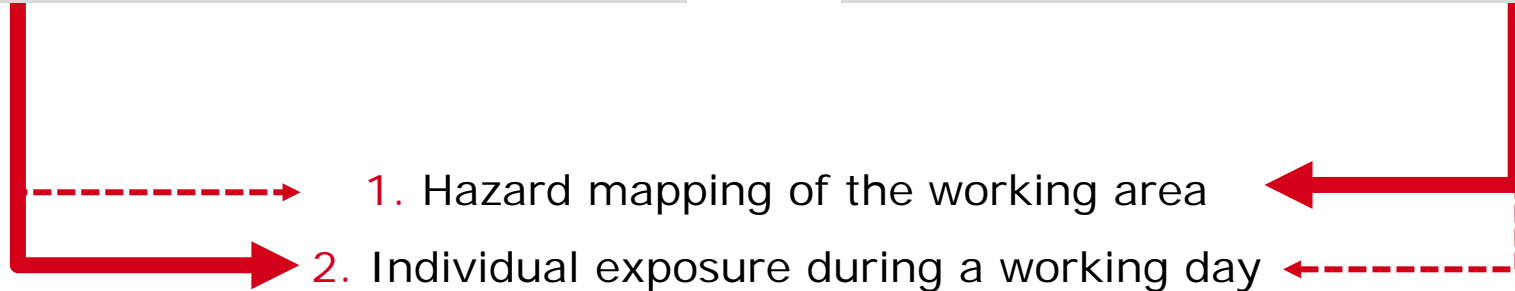 1. Hazard mapping of the working area
2. Individual exposure during a working day